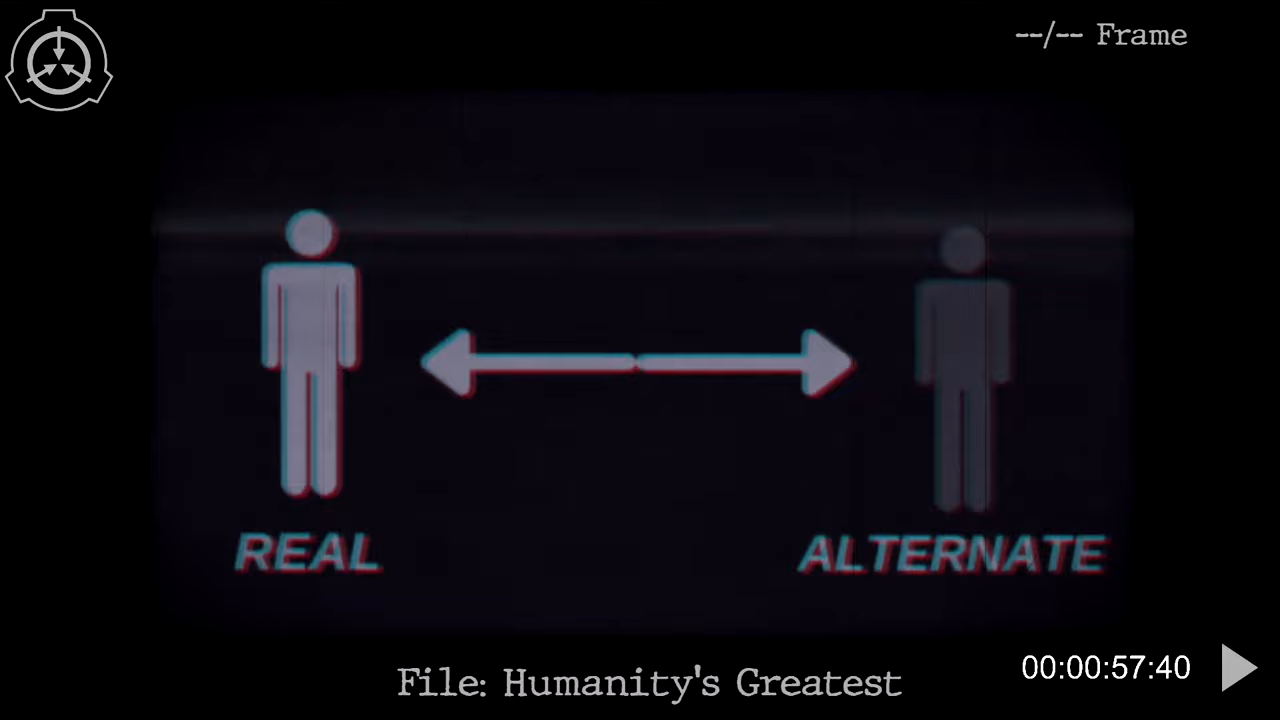 --/-- Frame
REAL
ALTERNATE
File: Humanity's Greatest
00:00:57:40